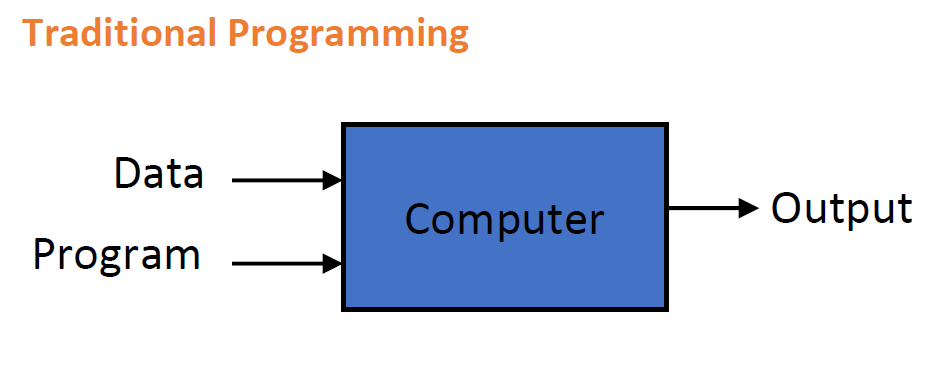 Traditional Programming
Data
Program
Computer
Output